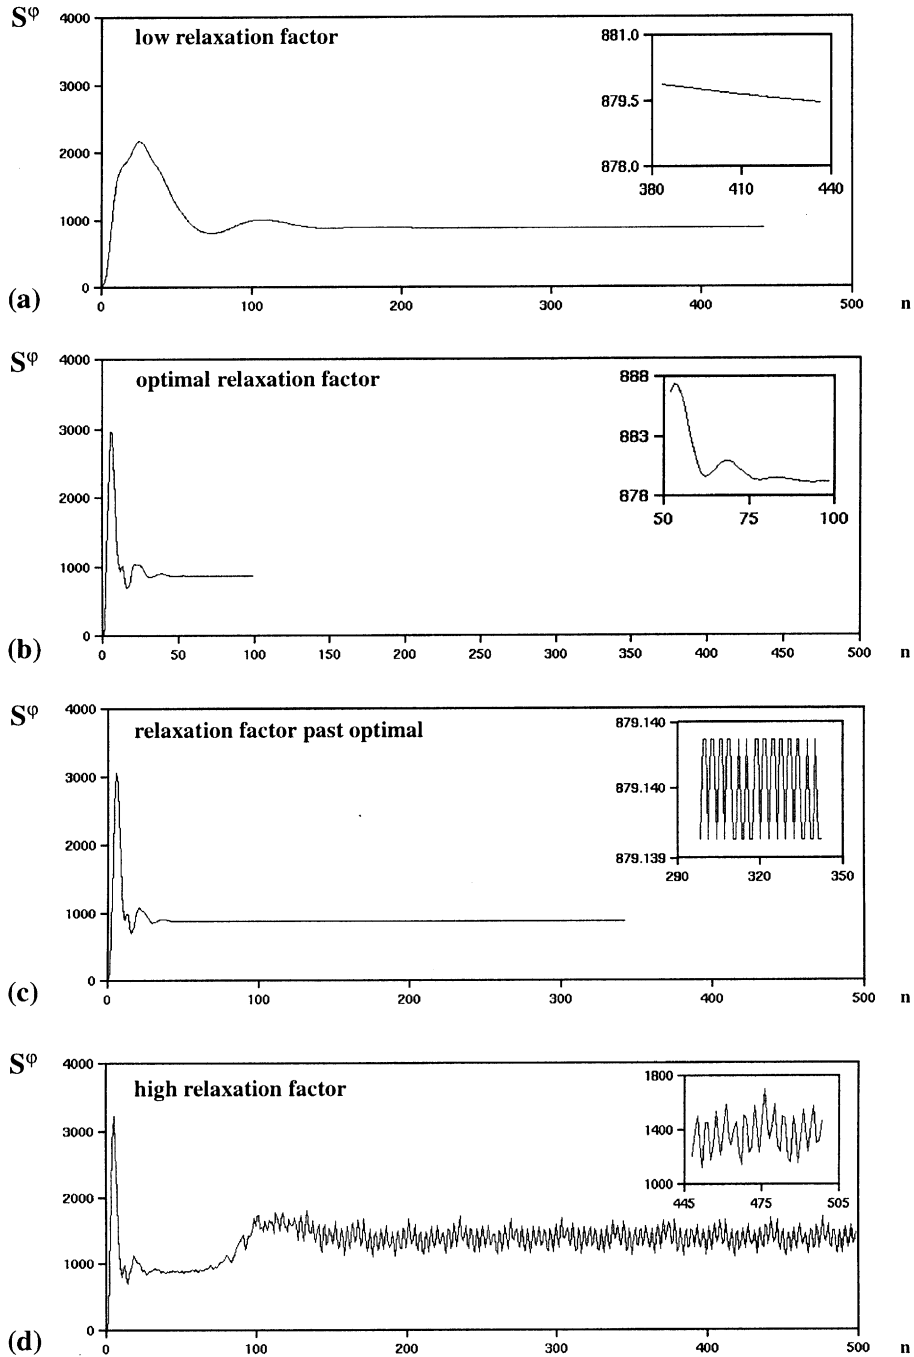 Sφ
4000
low relaxation factor
3000
2000
1000
0
881.0
879.5
878.0
380 410 440
(a)
0 100 200 300 400 500 n
Sφ
4000
optimal relaxation factor
3000
2000
1000
0
888
883
878
50 75 100
(b)
0 50 100 150 200 250 300 350 400 450 500 n
Sφ
4000
relaxation factor past optimal
3000
2000
1000
0
879.140
879.140
879.139
290 320 350
(c)
0 100 200 300 400 500 n
Sφ
4000
high relaxation factor
3000
2000
1000
0
1800
1400
1000
445 475 505
(d)
0 100 200 300 400 500 n